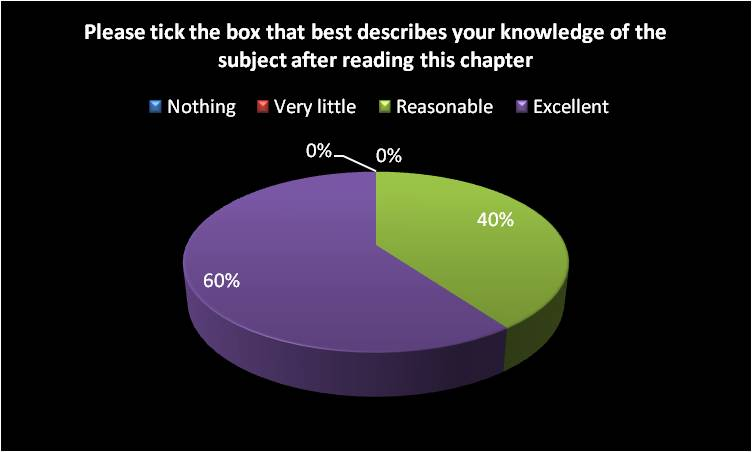 Please tick the box that best describes your knowledge of the
subject after reading this chapter
Nothing Very little Reasonable Excellent
0% 0%
40%
60%